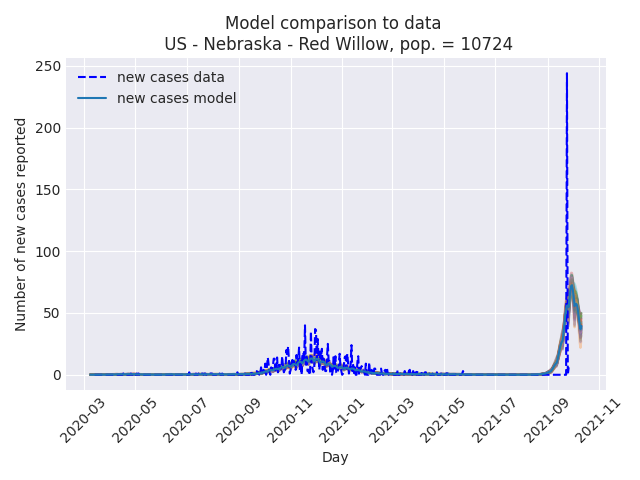 Model comparison to data
US - Nebraska - Red Willow, pop. = 10724
new cases data
new cases model
Number of new cases reported
250
200
150
100
50
0
2020-03
2020-05
2020-07
2020-09
2020-11
2021-01
2021-03
2021-05
2021-07
2021-09
2021-11
Day